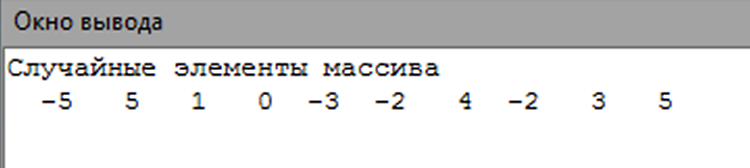 Окно вывода
Случайные элементы массива
-5 5 1 0 -3 -2 4 -2 3 5